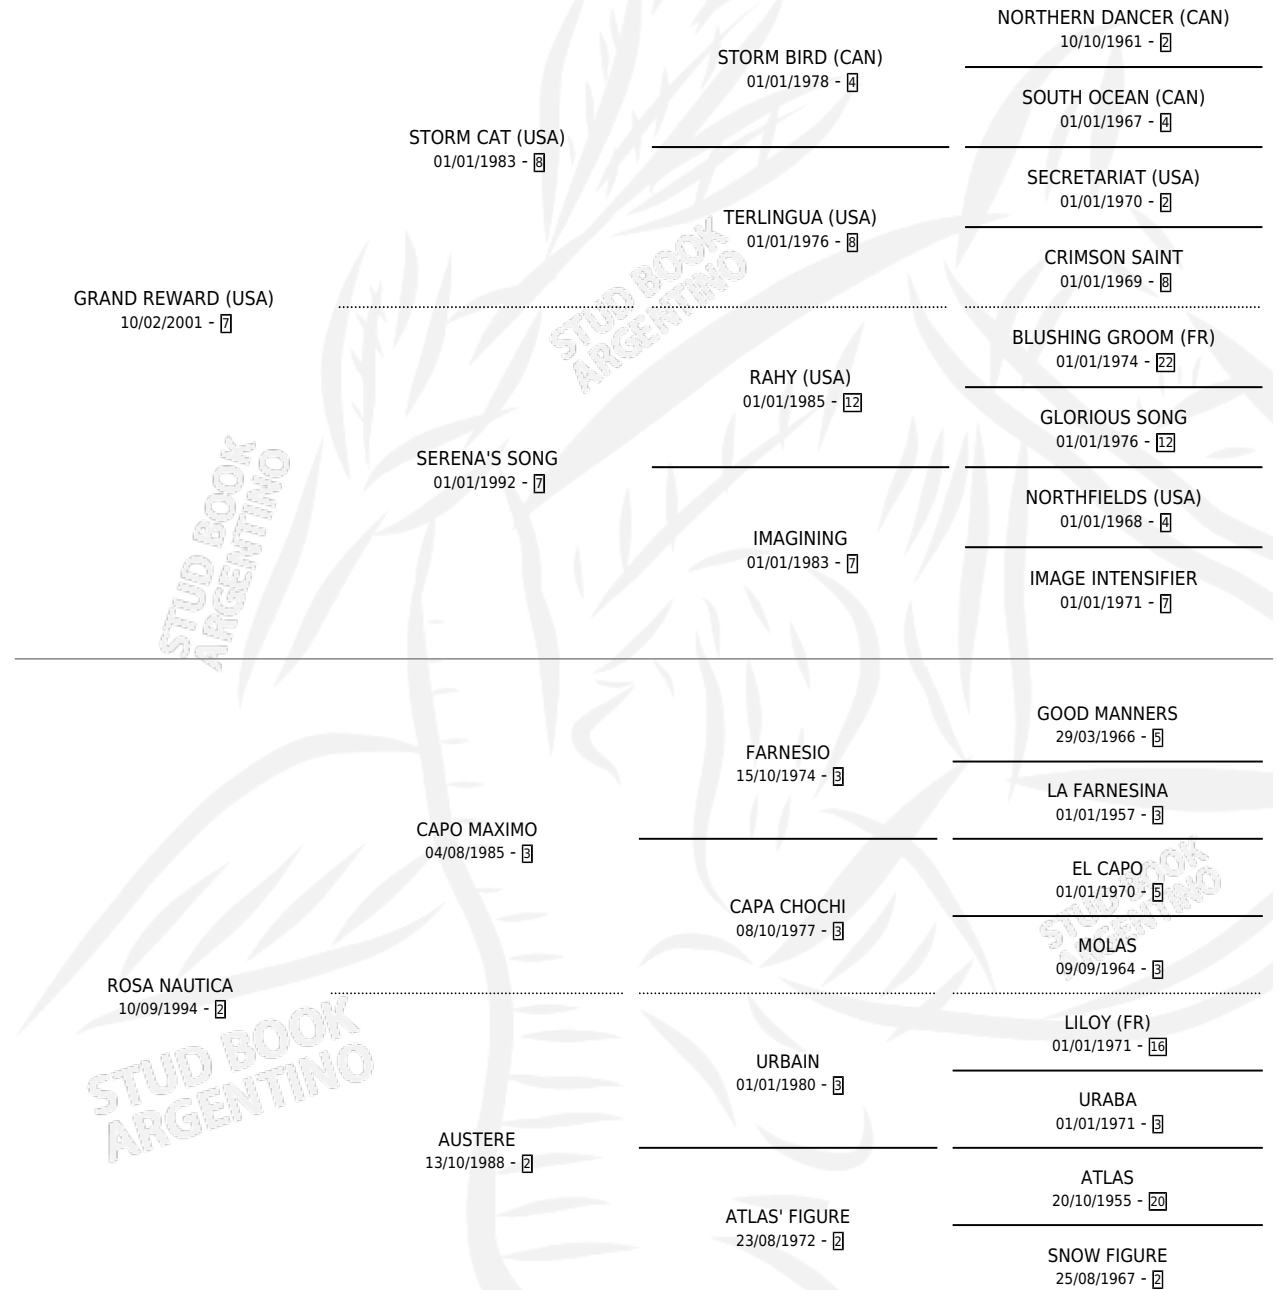 NORTHERN DANCER (CAN)
10/10/1961 - 2
STORM BIRD (CAN)
01/01/1978 - 4
SOUTH OCEAN (CAN)
01/01/1967 - 4
STORM CAT (USA)
01/01/1983 - 8
SECRETARIAT (USA)
01/01/1970 - 2
TERLINGUA (USA)
01/01/1976 - 8
CRIMSON SAINT
01/01/1969 - 8
GRAND REWARD (USA)
10/02/2001 - 7
STUD BOOK
ARGENTINO
BLUSHING GROOM (FR)
01/01/1974 - 22
RAHY (USA)
01/01/1985 - 12
GLORIOUS SONG
01/01/1976 - 12
SERENA'S SONG
01/01/1992 - 7
NORTHFIELDS (USA)
01/01/1968 - 4
IMAGINING
01/01/1983 - 7
IMAGE INTENSIFIER
01/01/1971 - 7
STUD BOOK
ARGENTINO
GOOD MANNERS
29/03/1966 - 5
FARNESIO
15/10/1974 - 3
LA FARNESINA
01/01/1957 - 3
CAPO MAXIMO
04/08/1985 - 3
EL CAPO
01/01/1970 - 5
CAPA CHOCHI
08/10/1977 - 3
MOLAS
09/09/1964 - 3
STUD BOOK
ARGENTINO
ROSA NAUTICA
10/09/1994 - 2
LILOY (FR)
01/01/1971 - 16
URBAIN
01/01/1980 - 3
URABA
01/01/1971 - 3
STUD BOOK
ARGENTINO
AUSTERE
13/10/1988 - 2
ATLAS
20/10/1955 - 20
ATLAS' FIGURE
23/08/1972 - 2
SNOW FIGURE
25/08/1967 - 2